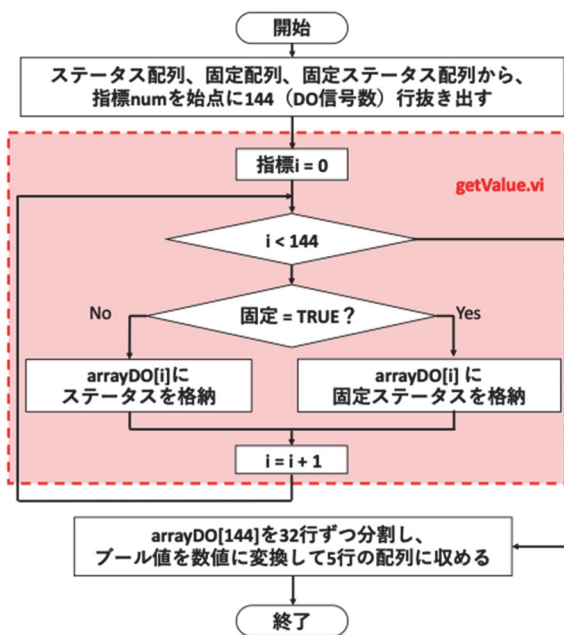 開始
ステータス配列、固定配列、固定ステータス配列から、
指標numを始点に144（DO信号数）行抜き出す
指標i = 0
getValue.vi
i < 144
固定 = TRUE？
No
Yes
arrayDO[i]に
ステータスを格納
arrayDO[i] に
固定ステータスを格納
i = i + 1
arrayDO[144]を32行ずつ分割し、
ブール値を数値に変換して5行の配列に収める
終了